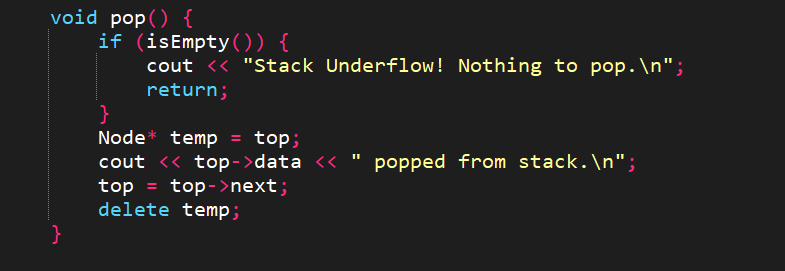 void pop() {
    if (isEmpty()) {
        cout << "Stack Underflow! Nothing to pop.\n";
        return;
    }
    Node* temp = top;
    cout << top->data << " popped from stack.\n";
    top = top->next;
    delete temp;
}